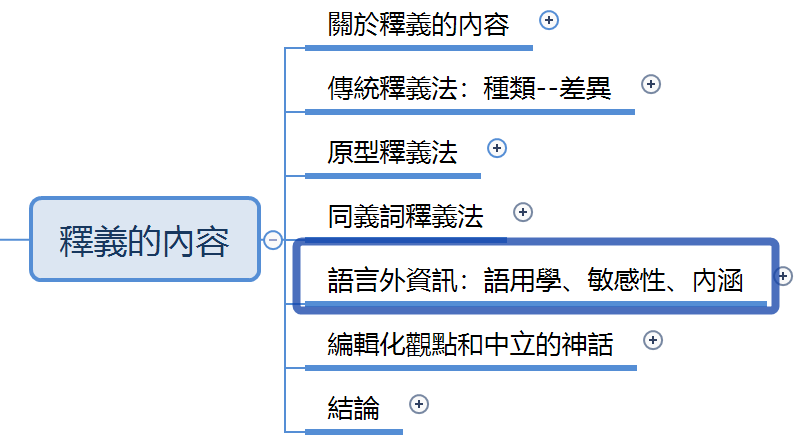 關於釋義的內容
傳統釋義法：種類--差異
原型釋義法
同義詞釋義法
釋義的內容
語言外資訊：語用學、敏感性、內涵
編輯化觀點和中立的神話
結論